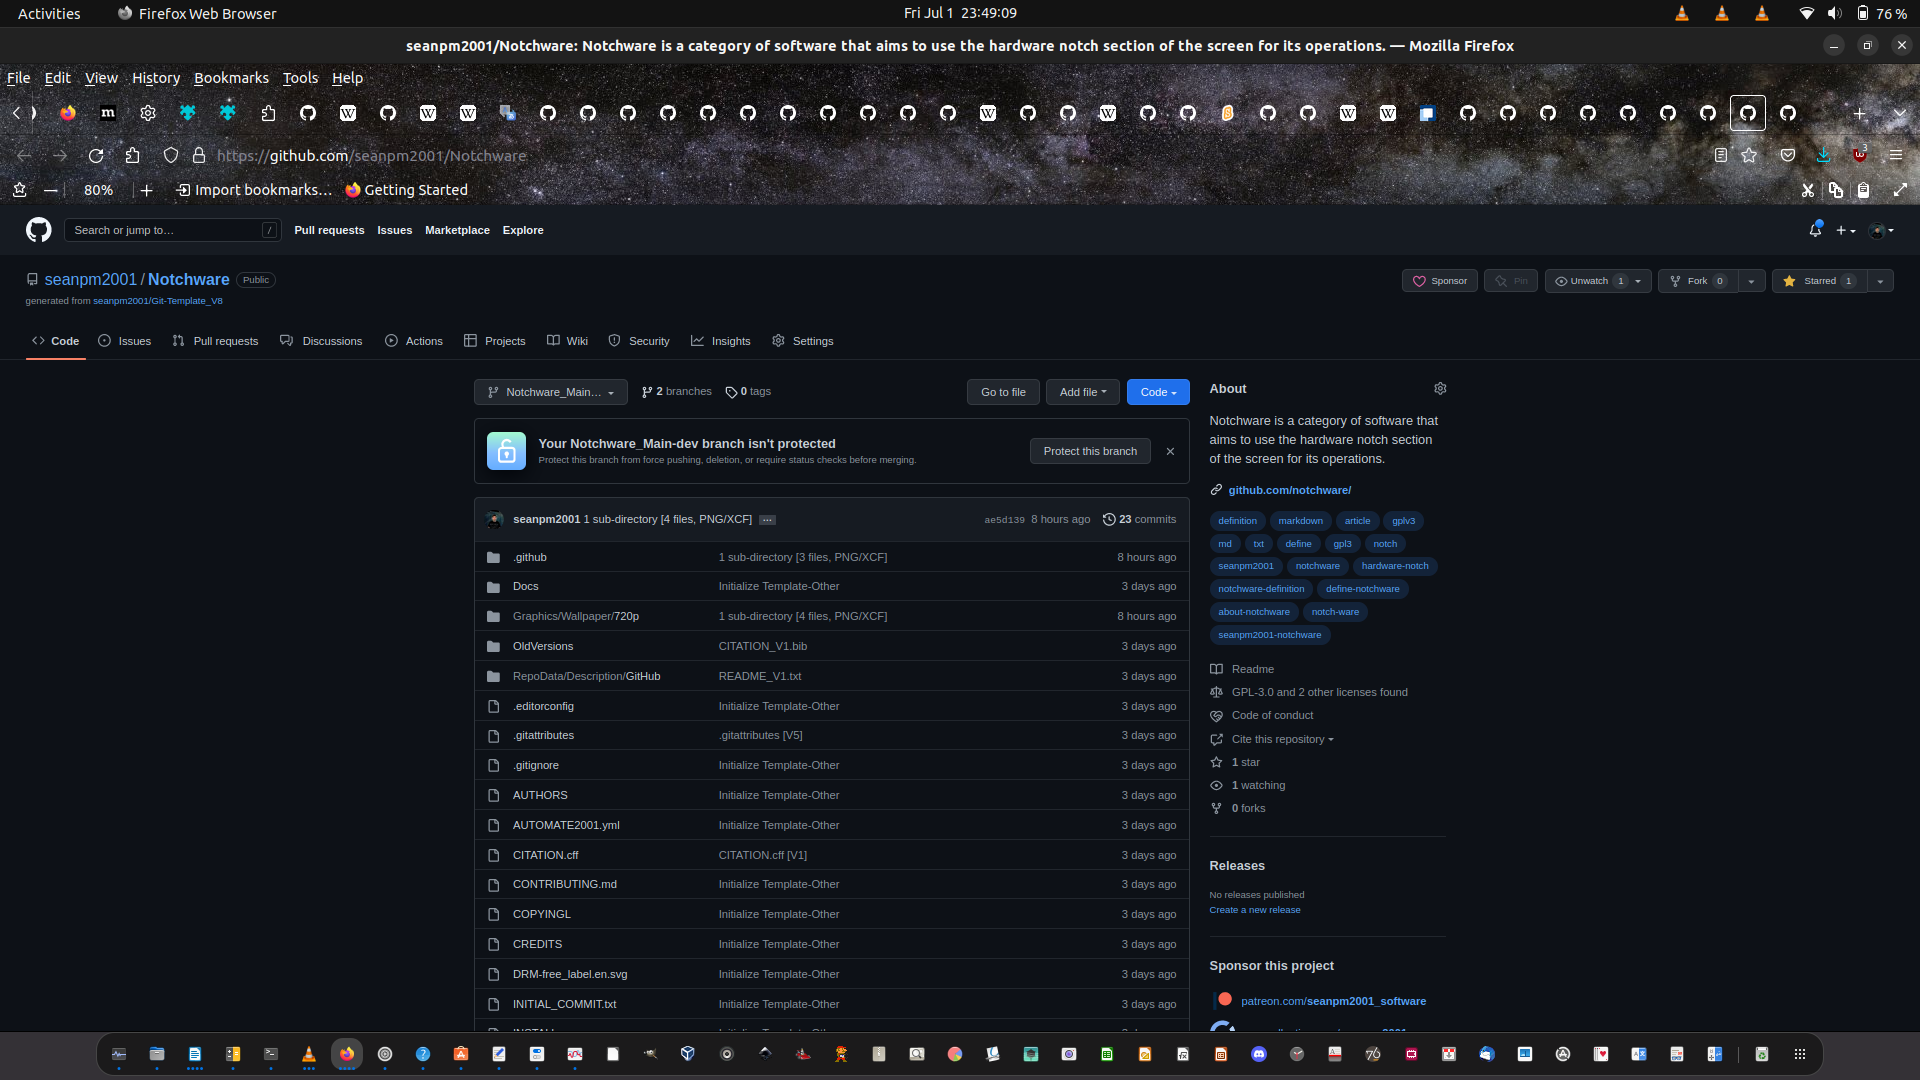 Activities
Firefox Web Browser
Fri Jul 1 23:49:09
76 %
seanpm2001/Notchware: Notchware is a category of software that aims to use the hardware notch section of the screen for its operations. — Mozilla Firefox
File Edit View History Bookmarks Tools Help
https://github.com/seanpm2001/Notchware
3
80%
Import bookmarks…
Getting Started
Search or jump to…
/
Pull requests
Issues
Marketplace
Explore
seanpm2001 / Notchware
Public
generated from seanpm2001/Git-Template_V8
Sponsor
Pin
Unwatch 1
Fork 0
Starred 1
Code
Issues
Pull requests
Discussions
Actions
Projects
Wiki
Security
Insights
Settings
Notchware_Main…
2 branches
0 tags
Go to file
Add file
Code
Your Notchware_Main-dev branch isn't protected
Protect this branch from force pushing, deletion, or require status checks before merging.
Protect this branch
seanpm2001 1 sub-directory [4 files, PNG/XCF] …
ae5d139 8 hours ago
23 commits
.github 1 sub-directory [3 files, PNG/XCF] 8 hours ago
Docs Initialize Template-Other 3 days ago
Graphics/Wallpaper/720p 1 sub-directory [4 files, PNG/XCF] 8 hours ago
OldVersions CITATION_V1.bib 3 days ago
RepoData/Description/GitHub README_V1.txt 3 days ago
.editorconfig Initialize Template-Other 3 days ago
.gitattributes .gitattributes [V5] 3 days ago
.gitignore Initialize Template-Other 3 days ago
AUTHORS Initialize Template-Other 3 days ago
AUTOMATE2001.yml Initialize Template-Other 3 days ago
CITATION.cff CITATION.cff [V1] 3 days ago
CONTRIBUTING.md Initialize Template-Other 3 days ago
COPYINGL Initialize Template-Other 3 days ago
CREDITS Initialize Template-Other 3 days ago
DRM-free_label.en.svg Initialize Template-Other 3 days ago
INITIAL_COMMIT.txt Initialize Template-Other 3 days ago
About
Notchware is a category of software that
aims to use the hardware notch section
of the screen for its operations.
github.com/notchware/
definition markdown article gplv3
md txt define gpl3 notch
seanpm2001 notchware hardware-notch
notchware-definition define-notchware
about-notchware notch-ware
seanpm2001-notchware
Readme
GPL-3.0 and 2 other licenses found
Code of conduct
Cite this repository
1 star
1 watching
0 forks
Releases
No releases published
Create a new release
Sponsor this project
patreon.com/seanpm2001_software